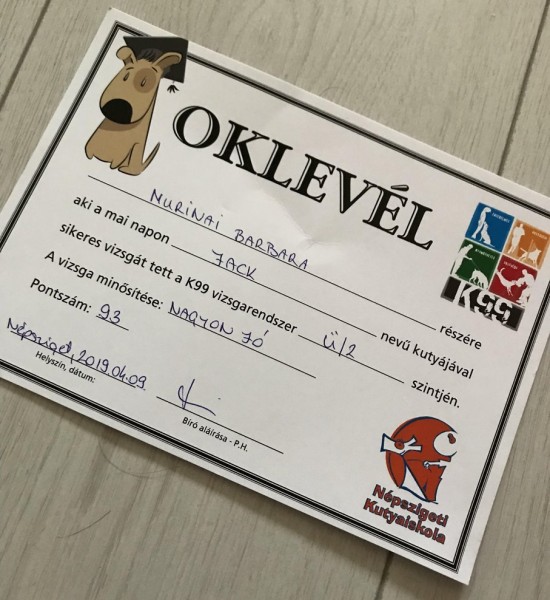 OKLEVÉL
NURINAI BARBARA részére
aki a mai napon JACK nevű kutyájával
sikeres vizsgát tett a K99 vizsgarendszer Ü/2 szintjén.
A vizsga minősítése: NAGYON JÓ
Pontszám: 93
Népsziget, 2019.04.09
Helyszín, dátum:
Bíró aláírása - P.H.
K99
Népszigeti
Kutyaiskola